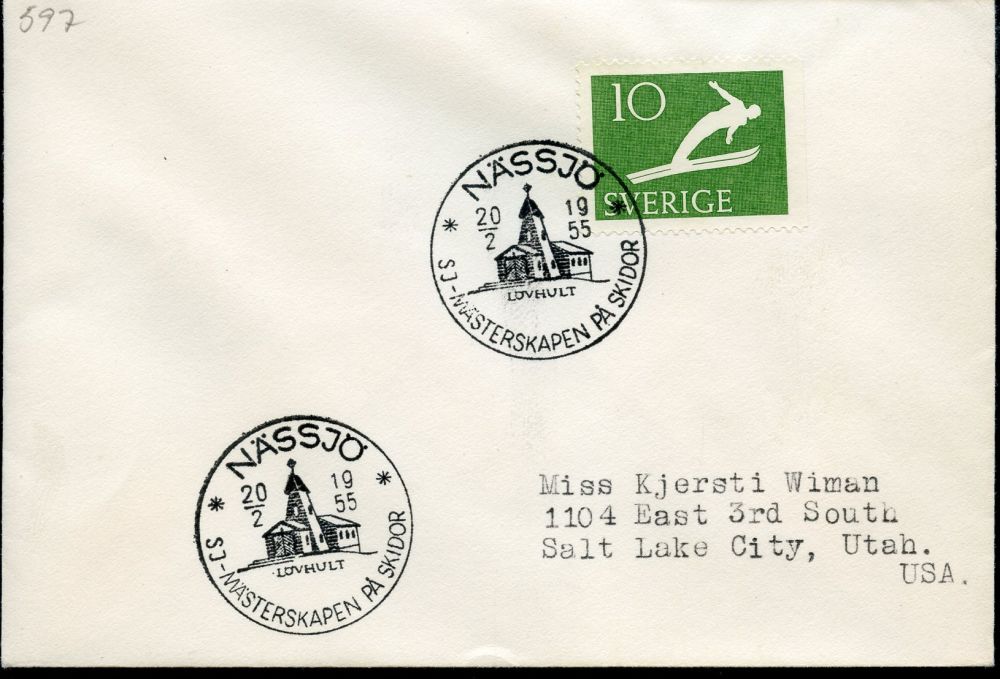 597
10
SVERIGE
NÄSSJÖ
20/2 1955
LÖVHULT
SJ-MÄSTERSKAPEN PÅ SKIDOR
NÄSSJÖ
20/2 1955
LÖVHULT
SJ-MÄSTERSKAPEN PÅ SKIDOR
Miss Kjersti Wiman
1104 East 3rd South
Salt Lake City, Utah.
USA.